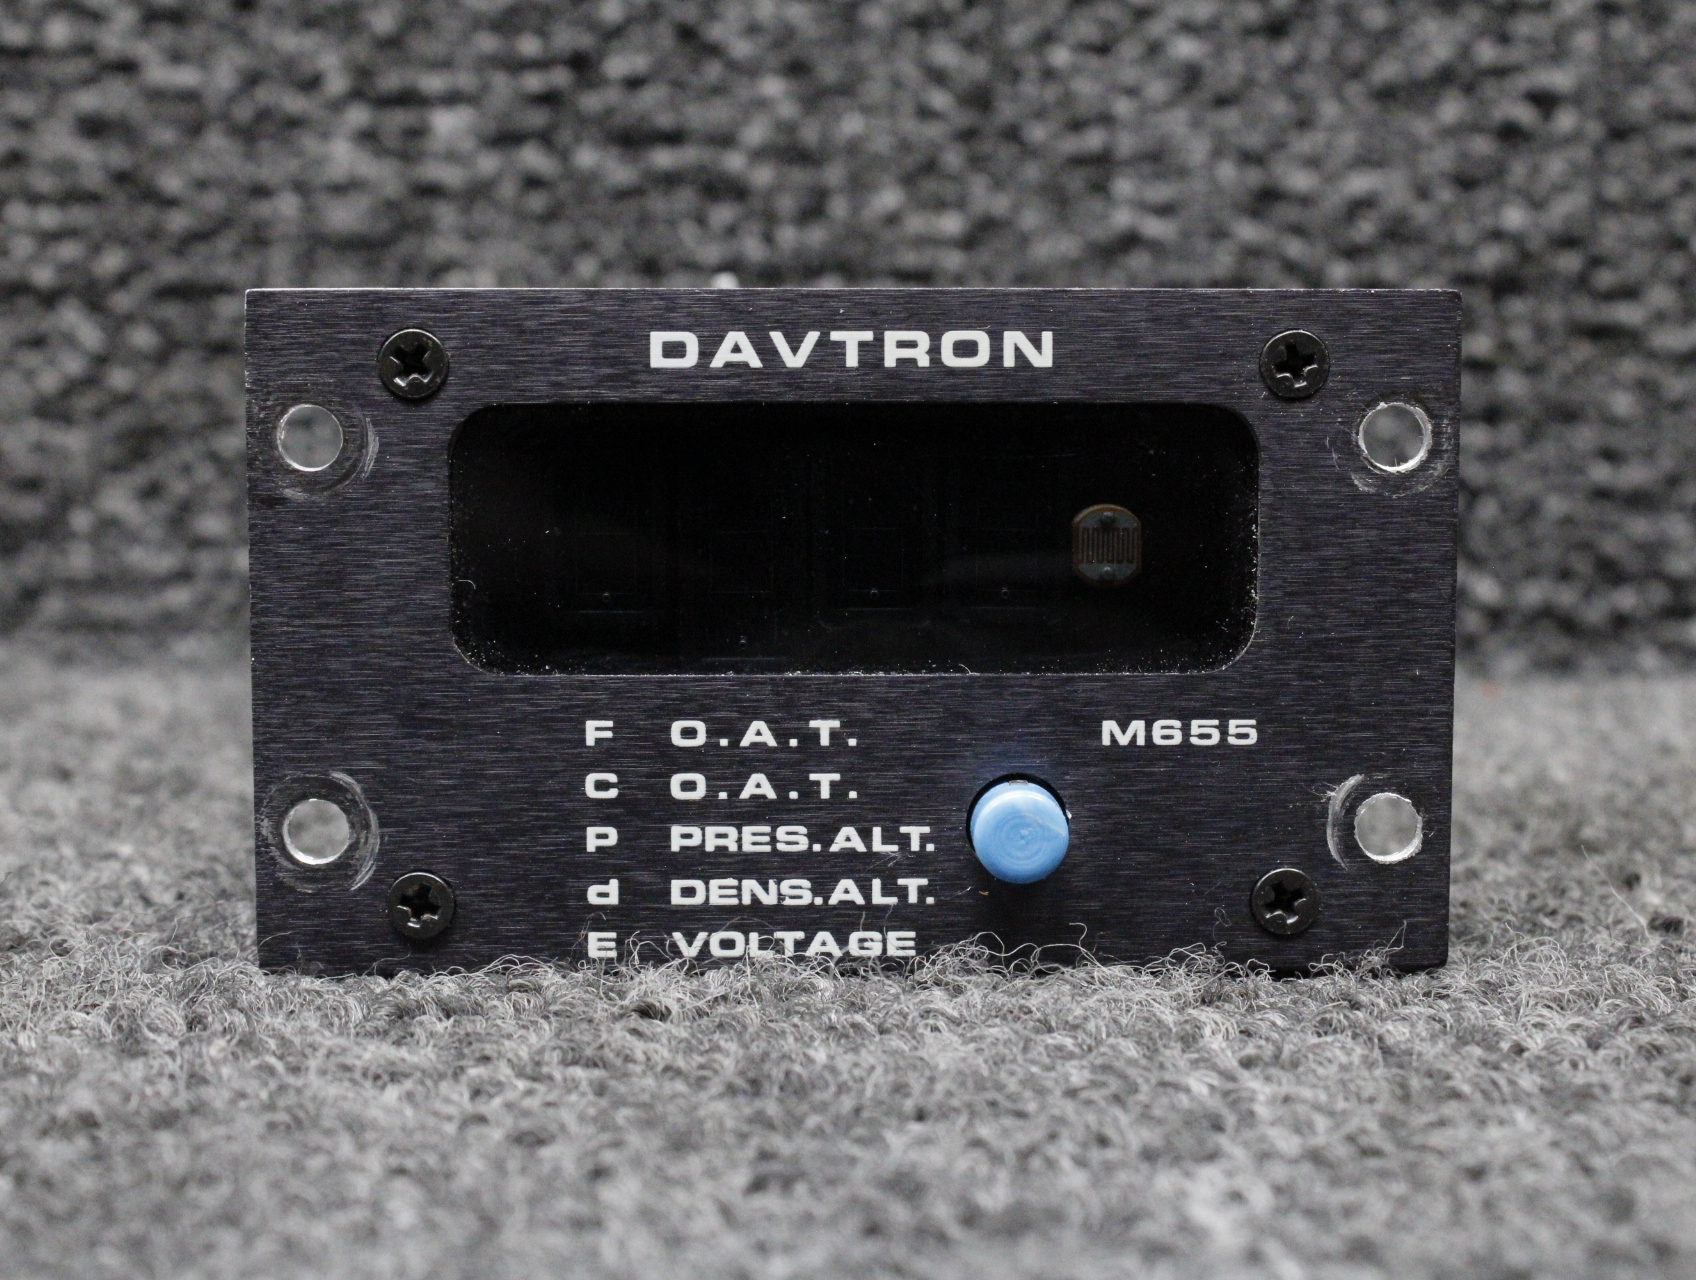 DAVTRON
F O.A.T.
M655
C O.A.T.
P PRES.ALT.
d DENS.ALT.
E VOLTAGE